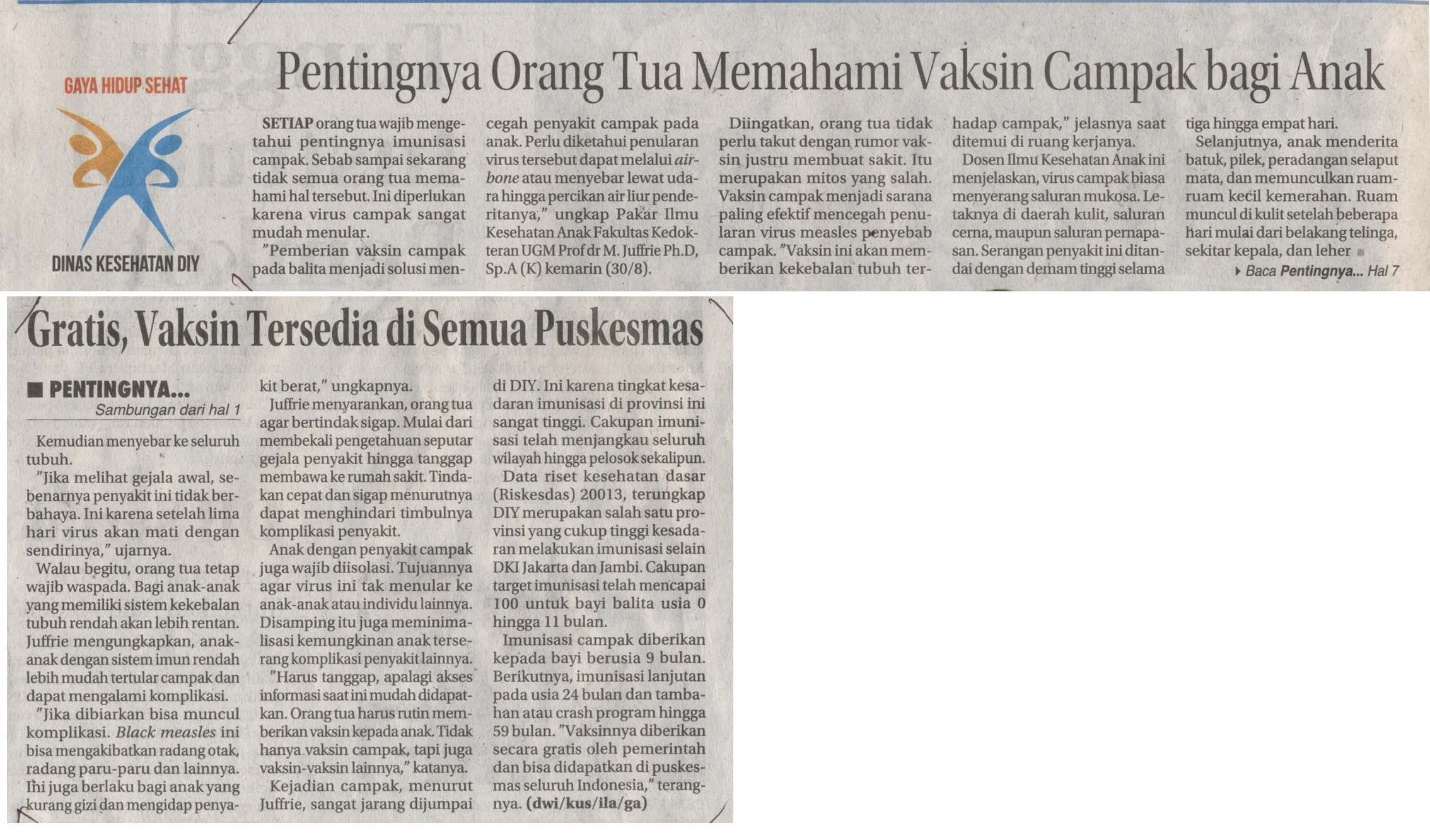 GAYA HIDUP SEHAT
DINAS KESEHATAN DIY
Pentingnya Orang Tua Memahami Vaksin Campak bagi Anak
SETIAP orang tua wajib menge-
tahui pentingnya imunisasi
campak. Sebab sampai sekarang
tidak semua orang tua mema-
hami hal tersebut. Ini diperlukan
karena virus campak sangat
mudah menular.
"Pemberian vaksin campak
pada balita menjadi solusi men-
cegah penyakit campak pada
anak. Perlu diketahui penularan
virus tersebut dapat melalui air-
bone atau menyebar lewat uda-
ra hingga percikan air liur pende-
ritanya," ungkap Pakar Ilmu
Kesehatan Anak Fakultas Kedok-
teran UGM Prof dr M. Juffrie Ph.D,
Sp.A (K) kemarin (30/8).
Diingatkan, orang tua tidak
perlu takut dengan rumor vak-
sin justru membuat sakit. Itu
merupakan mitos yang salah.
Vaksin campak menjadi sarana
paling efektif mencegah penu-
laran virus measles penyebab
campak. "Vaksin ini akan mem-
berikan kekebalan tubuh ter-
hadap campak," jelasnya saat
ditemui di ruang kerjanya.
Dosen Ilmu Kesehatan Anak ini
menjelaskan, virus campak biasa
menyerang saluran mukosa. Le-
taknya di daerah kulit, saluran
cerna, maupun saluran pernapa-
san. Serangan penyakit ini ditan-
dai dengan demam tinggi selama
tiga hingga empat hari.
Selanjutnya, anak menderita
batuk, pilek, peradangan selaput
mata, dan memunculkan ruam-
ruam kecil kemerahan. Ruam
muncul di kulit setelah beberapa
hari mulai dari belakang telinga,
sekitar kepala, dan leher
Baca Pentingnya... Hal 7
Gratis, Vaksin Tersedia di Semua Puskesmas
PENTINGNYA...
Sambungan dari hal 1
Kemudian menyebar ke seluruh
tubuh.
"Jika melihat gejala awal, se-
benarnya penyakit ini tidak ber-
bahaya. Ini karena setelah lima
hari virus akan mati dengan
sendirinya," ujarnya.
Walau begitu, orang tua tetap
wajib waspada. Bagi anak-anak
yang memiliki sistem kekebalan
tubuh rendah akan lebih rentan.
Juffrie mengungkapkan, anak-
anak dengan sistem imun rendah
lebih mudah tertular campak dan
dapat mengalami komplikasi.
"Jika dibiarkan bisa muncul
komplikasi. Black measles ini
bisa mengakibatkan radang otak,
radang paru-paru dan lainnya.
Ini juga berlaku bagi anak yang
kurang gizi dan mengidap penya-
kit berat," ungkapnya.
Juffrie menyarankan, orang tua
agar bertindak sigap. Mulai dari
membekali pengetahuan seputar
gejala penyakit hingga tanggap
membawa ke rumah sakit. Tinda-
kan cepat dan sigap menurutnya
dapat menghindari timbulnya
komplikasi penyakit.
Anak dengan penyakit campak
juga wajib diisolasi. Tujuannya
agar virus ini tak menular ke
anak-anak atau individu lainnya.
Disamping itu juga meminima-
lisasi kemungkinan anak terse-
rang komplikasi penyakit lainnya.
"Harus tanggap, apalagi akses
informasi saat ini mudah didapat-
kan. Orang tua harus rutin mem-
berikan vaksin kepada anak. Tidak
hanya vaksin campak, tapi juga
vaksin-vaksin lainnya," katanya.
Kejadian campak, menurut
Juffrie, sangat jarang dijumpai
di DIY. Ini karena tingkat kesa-
daran imunisasi di provinsi ini
sangat tinggi. Cakupan imuni-
sasi telah menjangkau seluruh
wilayah hingga pelosok sekalipun.
Data riset kesehatan dasar
(Riskesdas) 20013, terungkap
DIY merupakan salah satu pro-
vinsi yang cukup tinggi kesada-
ran melakukan imunisasi selain
DKI Jakarta dan Jambi. Cakupan
target imunisasi telah mencapai
100 untuk bayi balita usia 0
hingga 11 bulan.
Imunisasi campak diberikan
kepada bayi berusia 9 bulan.
Berikutnya, imunisasi lanjutan
pada usia 24 bulan dan tamba-
han atau crash program hingga
59 bulan. "Vaksinnya diberikan
secara gratis oleh pemerintah
dan bisa didapatkan di puskes-
mas seluruh Indonesia," terang-
nya. (dwi/kus/ila/ga)